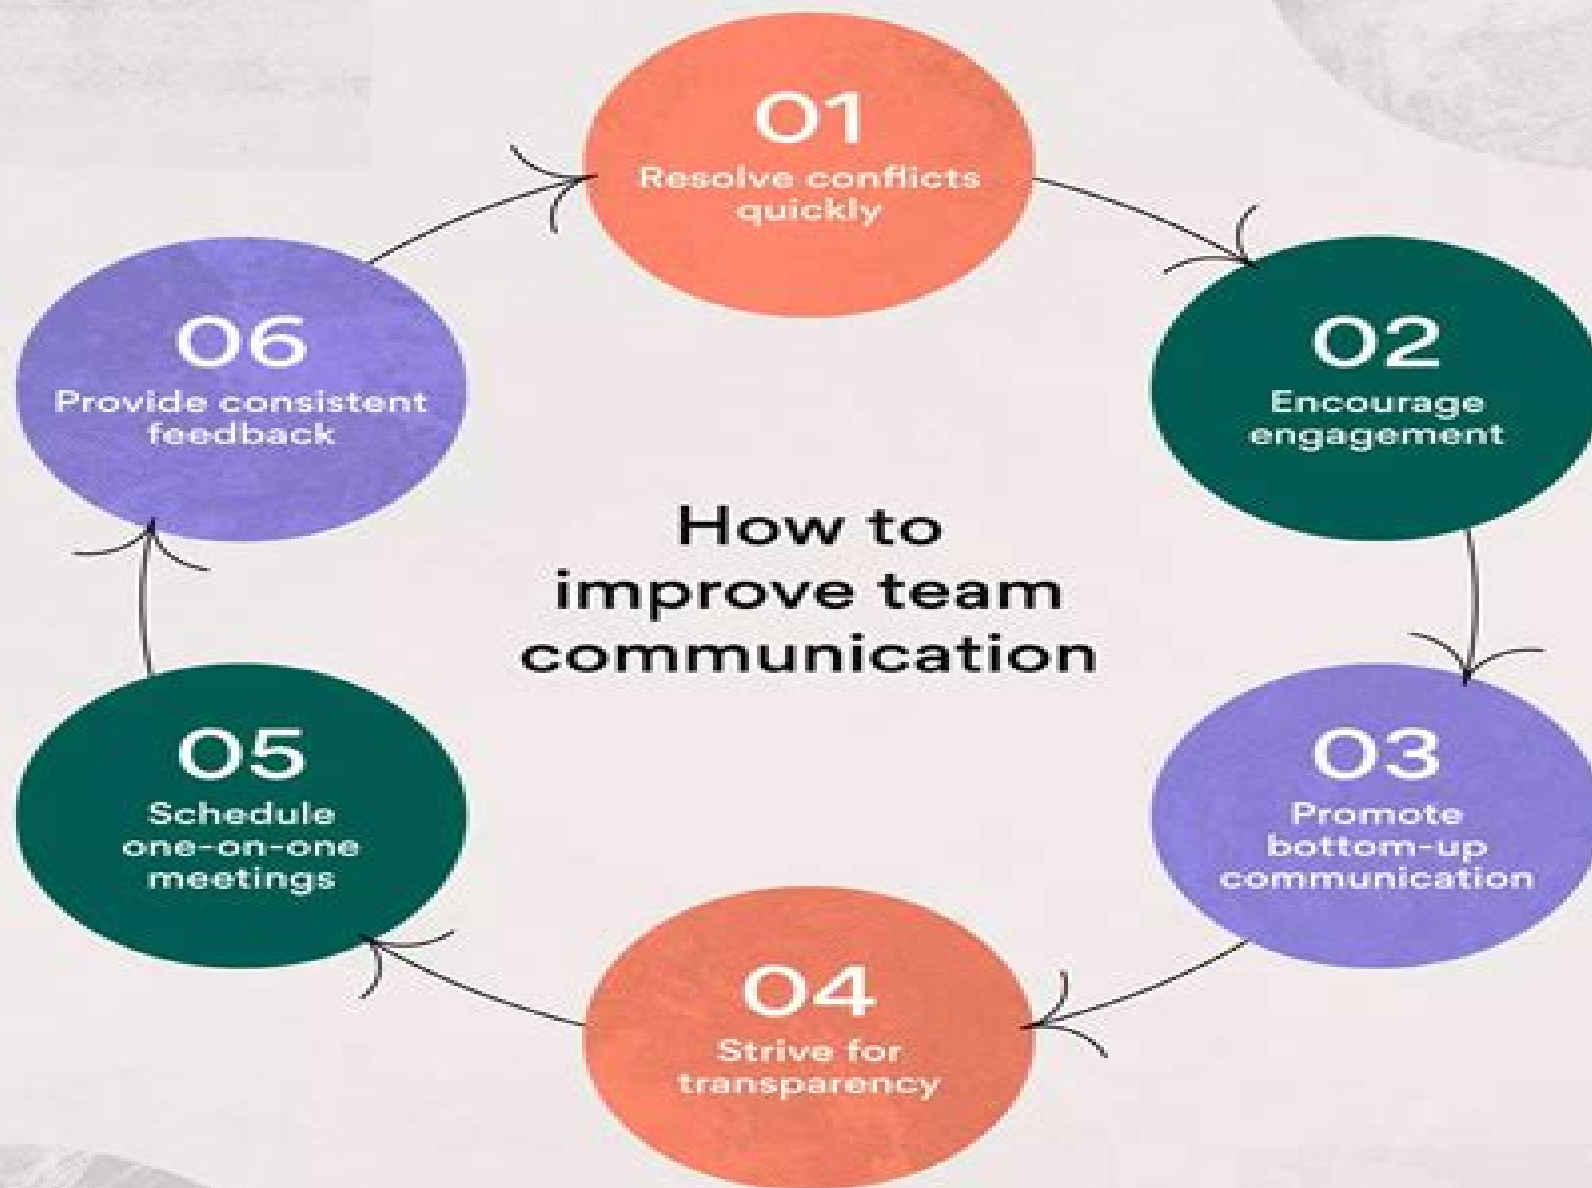 How to
improve team
communication
01
Resolve conflicts
quickly
02
Encourage
engagement
03
Promote
bottom-up
communication
04
Strive for
transparency
05
Schedule
one-on-one
meetings
06
Provide consistent
feedback